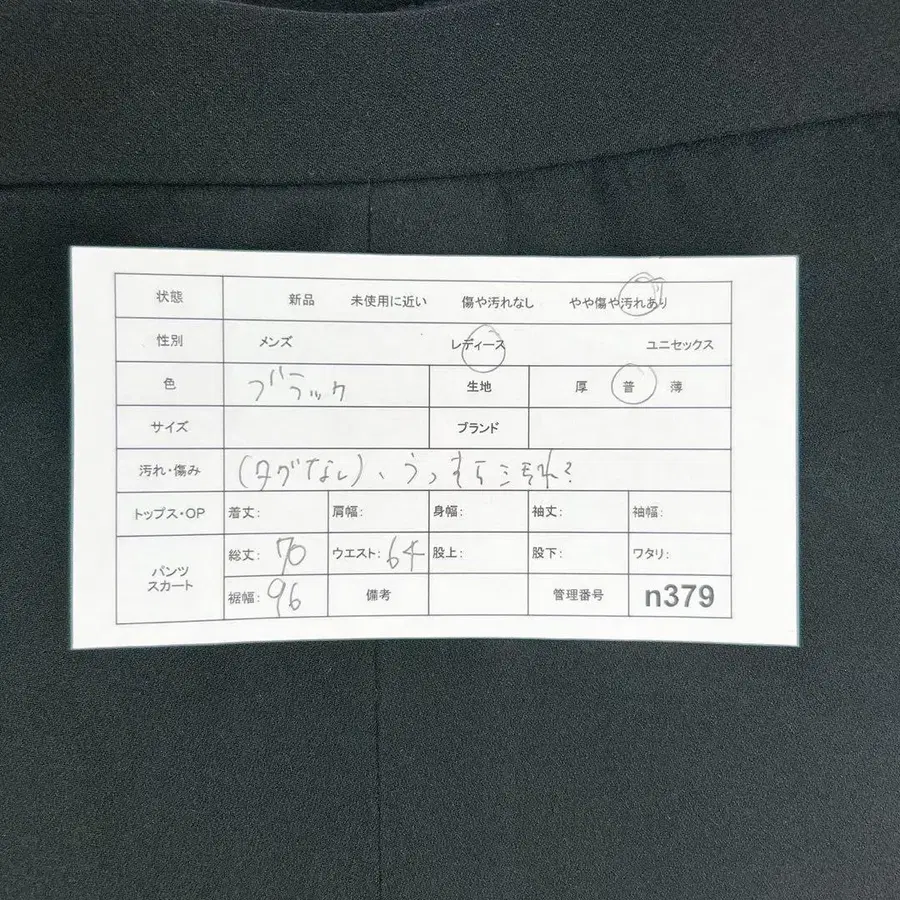 状態 新品 未使用に近い 傷や汚れなし やや傷や汚れあり
性別 メンズ レディース ユニセックス
色 ブラック 生地 厚 普 薄
サイズ ブランド
汚れ・傷み (タグなし)、うっすら汚れ
トップス・OP 着丈: 肩幅: 身幅: 袖丈: 袖幅:
パンツ スカート 総丈: 70 ウエスト: 64 股上: 股下: ワタリ:
裾幅: 96 備考 管理番号 n379